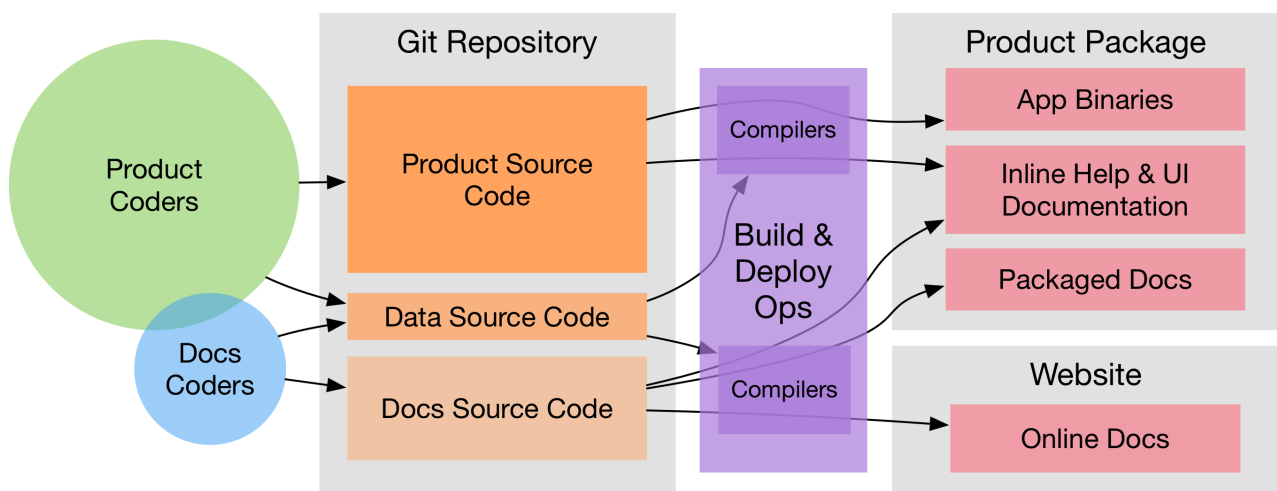 Product
Coders
Docs
Coders
Git Repository
Product Source
Code
Data Source Code
Docs Source Code
Compilers
Build &
Deploy
Ops
Compilers
Product Package
App Binaries
Inline Help & UI
Documentation
Packaged Docs
Website
Online Docs